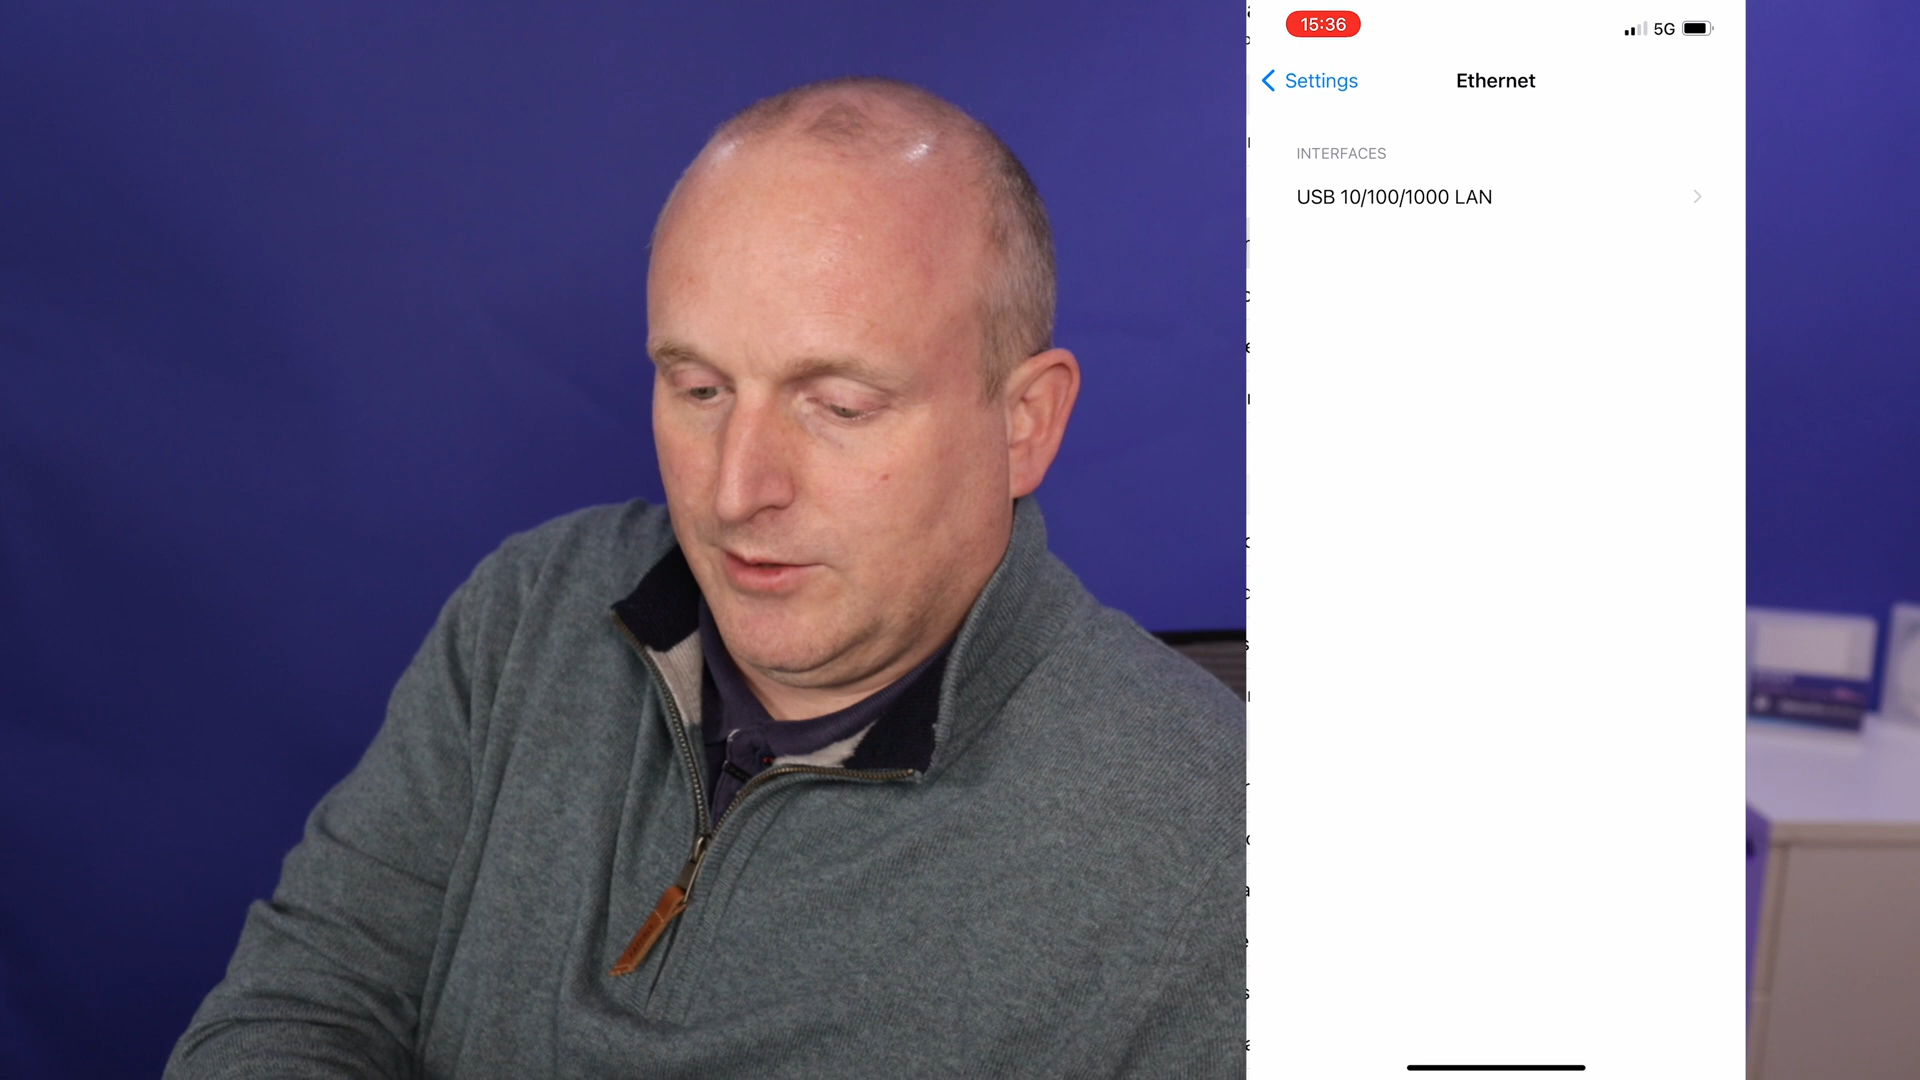 15:36
5G
Settings
Ethernet
INTERFACES
USB 10/100/1000 LAN